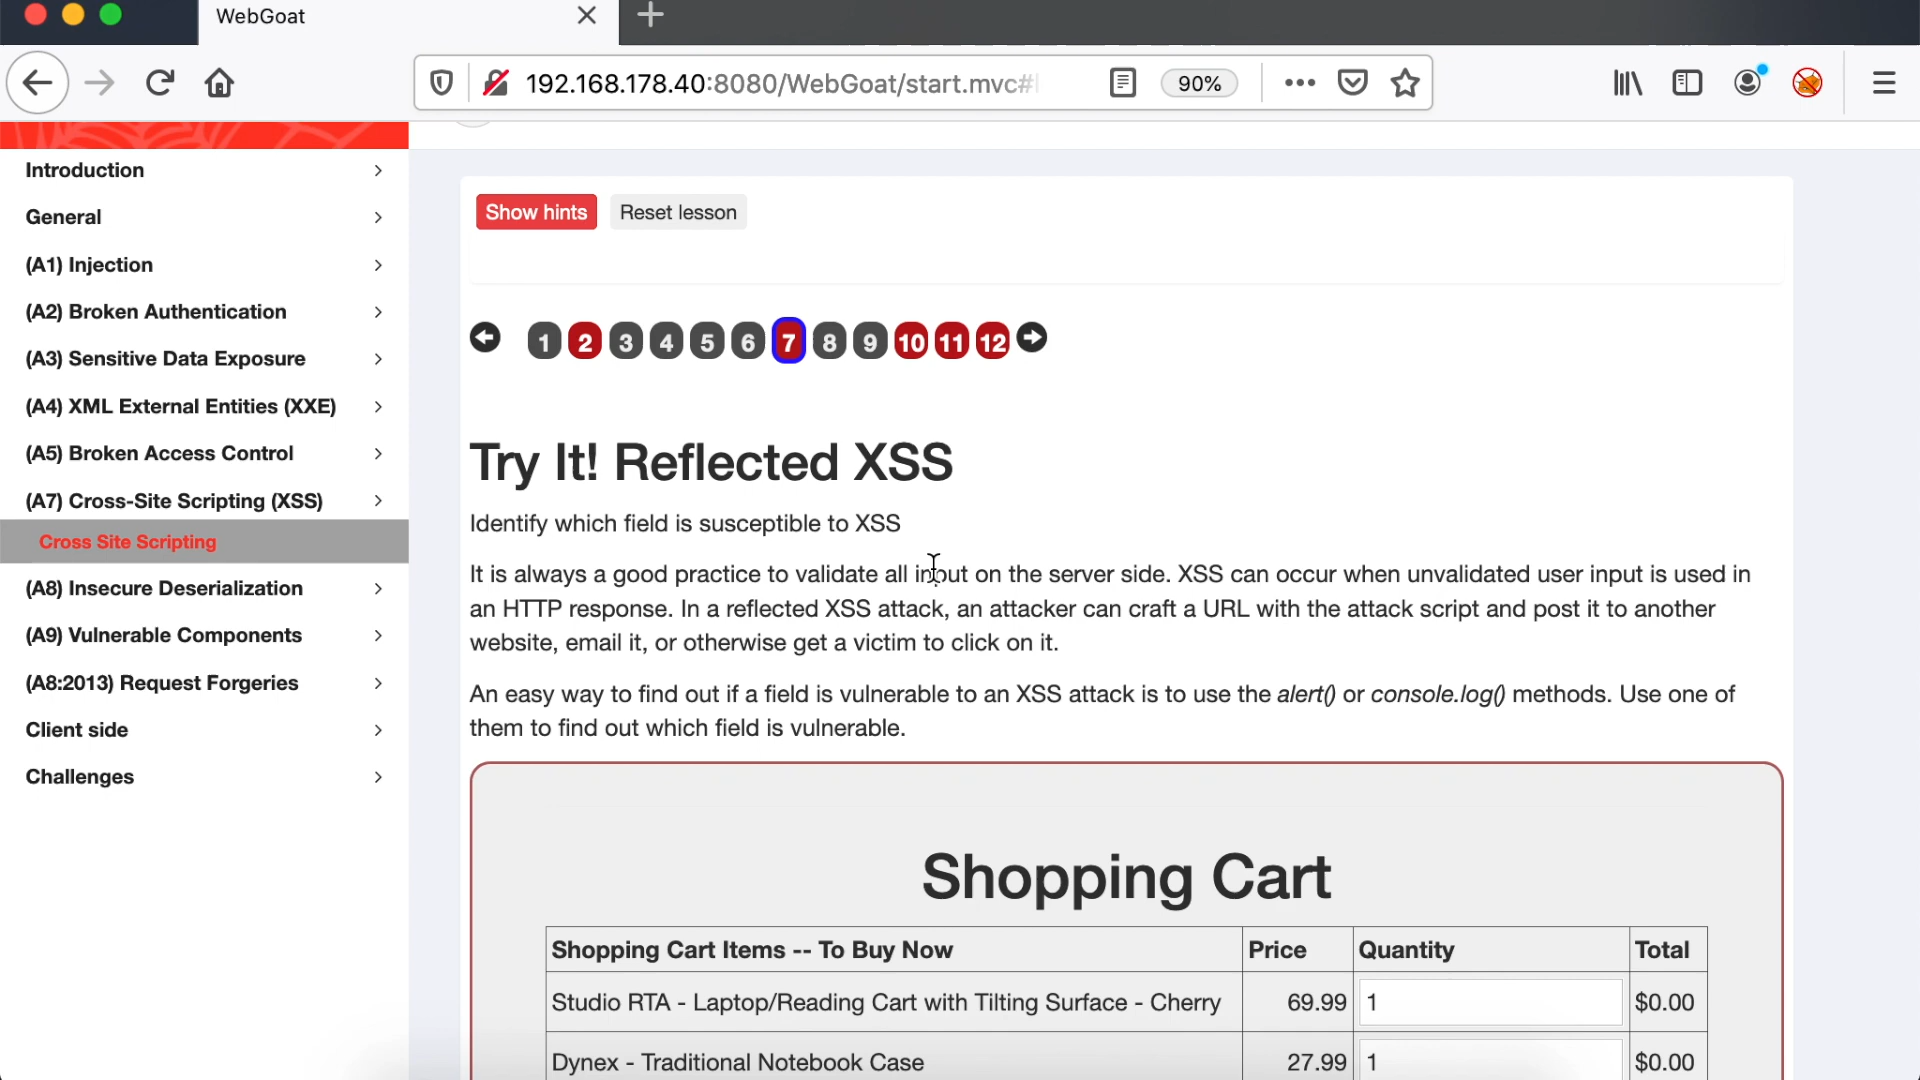 WebGoat
192.168.178.40:8080/WebGoat/start.mvc#
90%
Introduction
General
(A1) Injection
(A2) Broken Authentication
(A3) Sensitive Data Exposure
(A4) XML External Entities (XXE)
(A5) Broken Access Control
(A7) Cross-Site Scripting (XSS)
Cross Site Scripting
(A8) Insecure Deserialization
(A9) Vulnerable Components
(A8:2013) Request Forgeries
Client side
Challenges
Show hints
Reset lesson
1 2 3 4 5 6 7 8 9 10 11 12
Try It! Reflected XSS
Identify which field is susceptible to XSS
It is always a good practice to validate all input on the server side. XSS can occur when unvalidated user input is used in
an HTTP response. In a reflected XSS attack, an attacker can craft a URL with the attack script and post it to another
website, email it, or otherwise get a victim to click on it.
An easy way to find out if a field is vulnerable to an XSS attack is to use the alert() or console.log() methods. Use one of
them to find out which field is vulnerable.
Shopping Cart
Shopping Cart Items -- To Buy Now Price Quantity Total
Studio RTA - Laptop/Reading Cart with Tilting Surface - Cherry 69.99 1 $0.00
Dynex - Traditional Notebook Case 27.99 1 $0.00